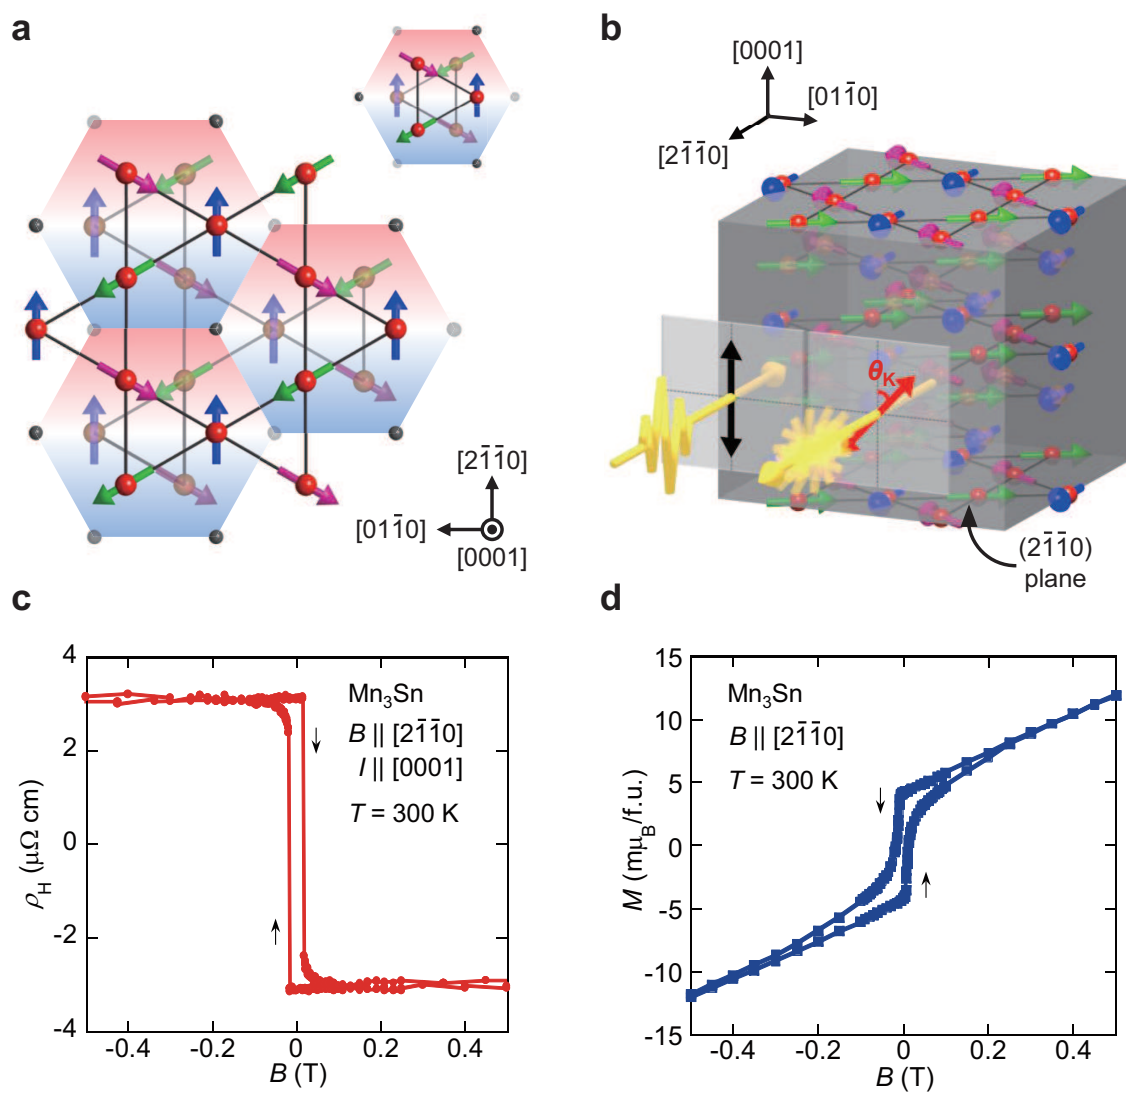 a
[21̅1̅0]
[011̅0]
[0001]
b
[0001]
[011̅0]
[21̅1̅0]
θK
(21̅1̅0)
plane
c
4
2
0
-2
-4
ρH (μΩ cm)
Mn3Sn
B || [21̅1̅0]
I || [0001]
T = 300 K
-0.4 -0.2 0 0.2 0.4
B (T)
d
15
10
5
0
-5
-10
-15
M (mμB/f.u.)
Mn3Sn
B || [21̅1̅0]
T = 300 K
-0.4 -0.2 0 0.2 0.4
B (T)